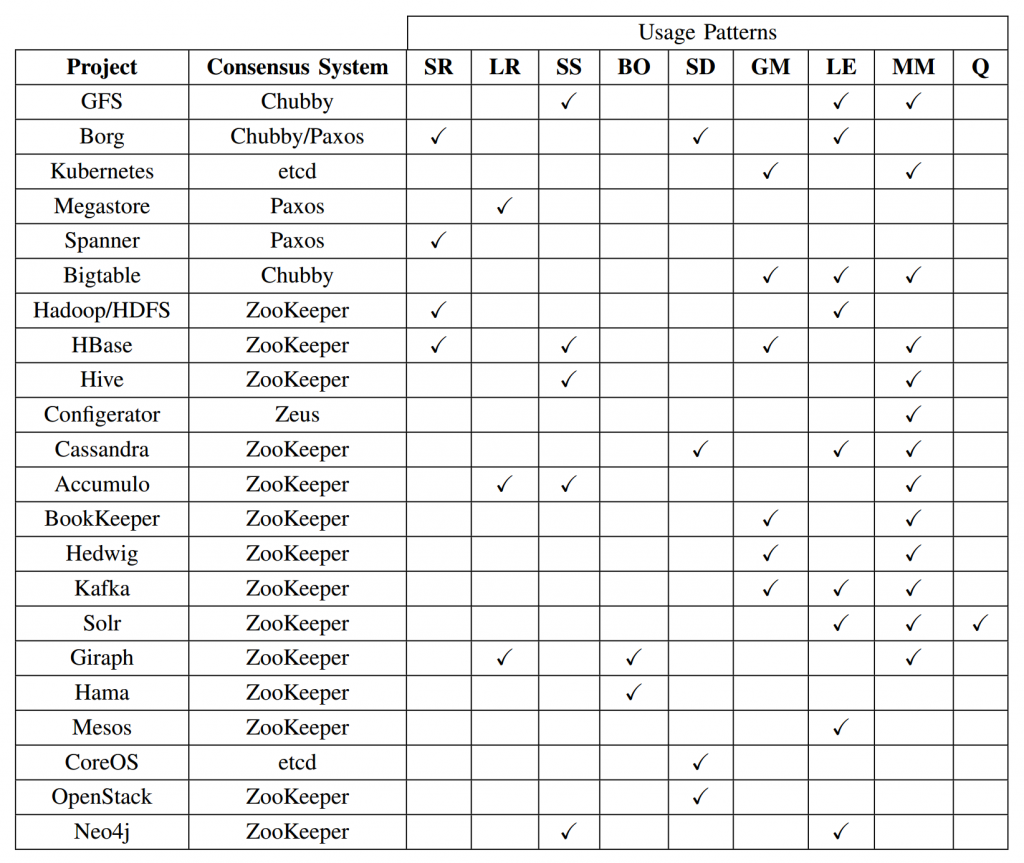 Usage Patterns
Project Consensus System SR LR SS BO SD GM LE MM Q
GFS Chubby ✓ ✓ ✓
Borg Chubby/Paxos ✓ ✓ ✓
Kubernetes etcd ✓ ✓
Megastore Paxos ✓
Spanner Paxos ✓
Bigtable Chubby ✓ ✓ ✓
Hadoop/HDFS ZooKeeper ✓ ✓
HBase ZooKeeper ✓ ✓ ✓ ✓
Hive ZooKeeper ✓ ✓
Configerator Zeus ✓
Cassandra ZooKeeper ✓ ✓ ✓
Accumulo ZooKeeper ✓ ✓ ✓
BookKeeper ZooKeeper ✓ ✓
Hedwig ZooKeeper ✓ ✓
Kafka ZooKeeper ✓ ✓ ✓
Solr ZooKeeper ✓ ✓ ✓
Giraph ZooKeeper ✓ ✓ ✓
Hama ZooKeeper ✓
Mesos ZooKeeper ✓
CoreOS etcd ✓
OpenStack ZooKeeper ✓
Neo4j ZooKeeper ✓ ✓